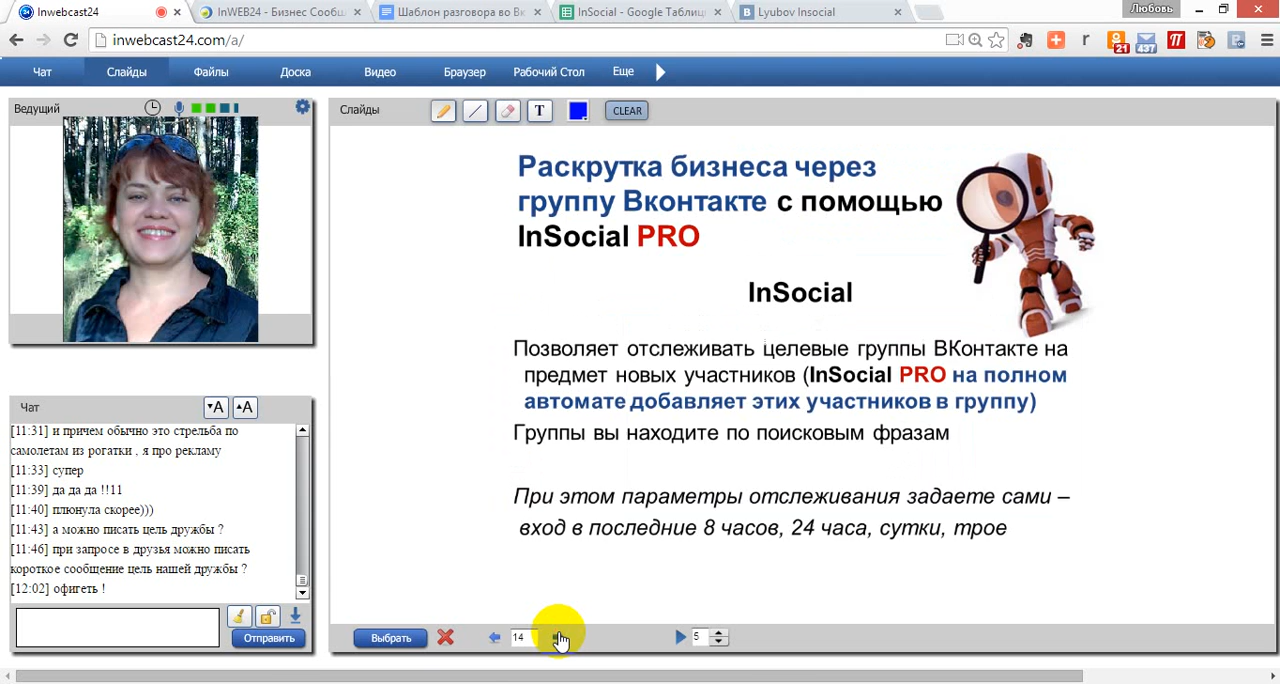 Inwebcast24
InWEB24 - Бизнес Сообщ
Шаблон разговора во Вк
InSocial - Google Таблиц
Lyubov Insocial
Любовь
inwebcast24.com/a/
21
437
Чат
Слайды
Файлы
Доска
Видео
Браузер
Рабочий Стол
Еще
Ведущий
Слайды
T
CLEAR
Раскрутка бизнеса через
группу Вконтакте с помощью
InSocial PRO
InSocial
Позволяет отслеживать целевые группы ВКонтакте на
предмет новых участников (InSocial PRO на полном
автомате добавляет этих участников в группу)
Группы вы находите по поисковым фразам
При этом параметры отслеживания задаете сами –
вход в последние 8 часов, 24 часа, сутки, трое
Чат
▾A
▴A
[11:31] и причем обычно это стрельба по
самолетам из рогатки , я про рекламу
[11:33] супер
[11:39] да да да !!11
[11:40] плюнула скорее)))
[11:43] а можно писать цель дружбы ?
[11:46] при запросе в друзья можно писать
короткое сообщение цель нашей дружбы ?
[12:02] офигеть !
Отправить
Выбрать
14
5